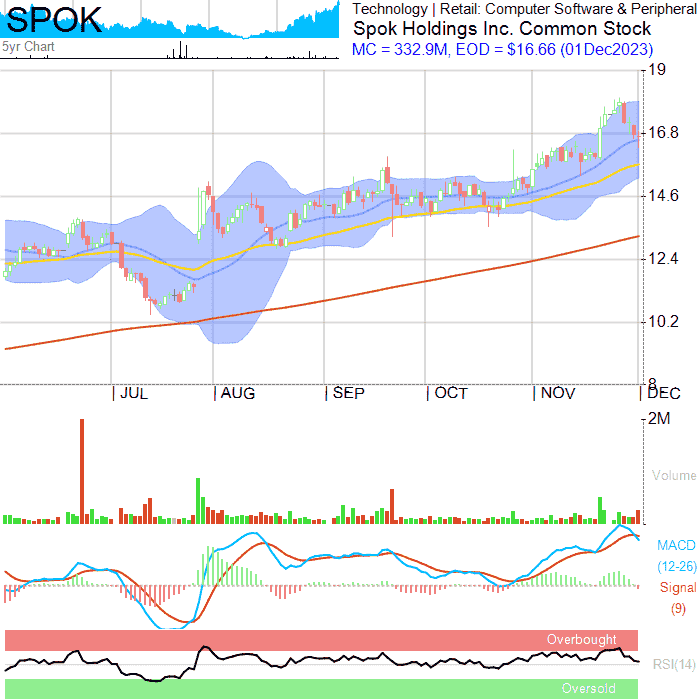 SPOK
Technology | Retail: Computer Software & Peripheral
Spok Holdings Inc. Common Stock
MC = 332.9M, EOD = $16.66 (01Dec2023)
5yr Chart
19
16.8
14.6
12.4
10.2
8
JUL AUG SEP OCT NOV DEC
2M
Volume
MACD
(12-26)
Signal
(9)
Overbought
RSI(14)
Oversold